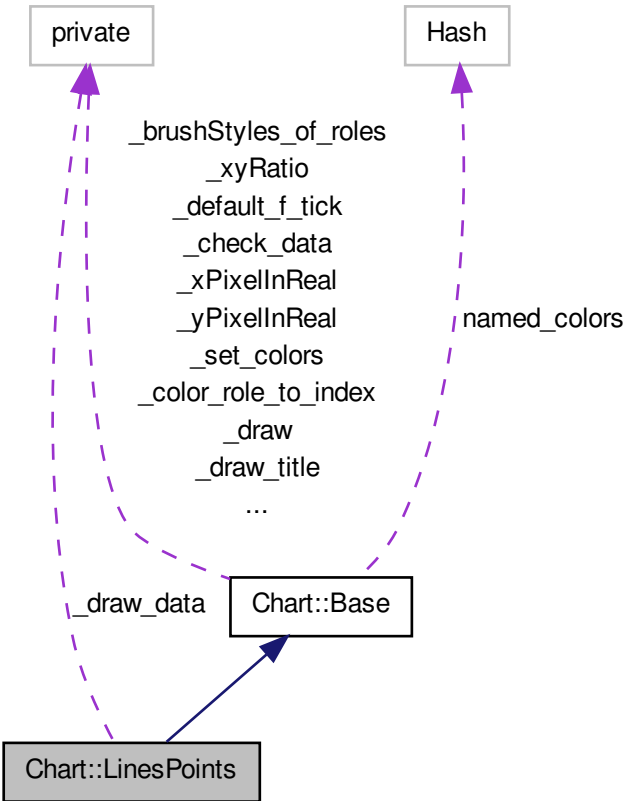 private
Hash
_brushStyles_of_roles
_xyRatio
_default_f_tick
_check_data
_xPixelInReal
_yPixelInReal
_set_colors
_color_role_to_index
_draw
_draw_title
...
named_colors
_draw_data
Chart::Base
Chart::LinesPoints